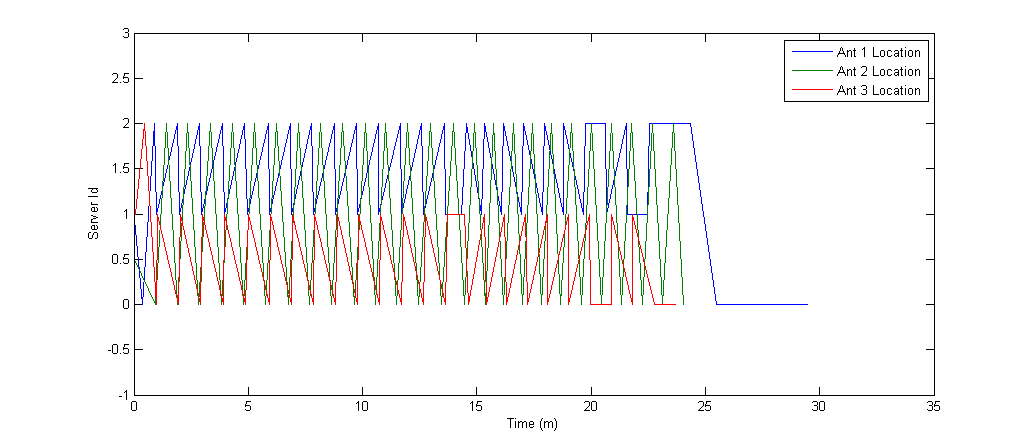 3
2.5
2
1.5
1
0.5
0
-0.5
-1
Server Id
0 5 10 15 20 25 30 35
Time (m)
Ant 1 Location
Ant 2 Location
Ant 3 Location